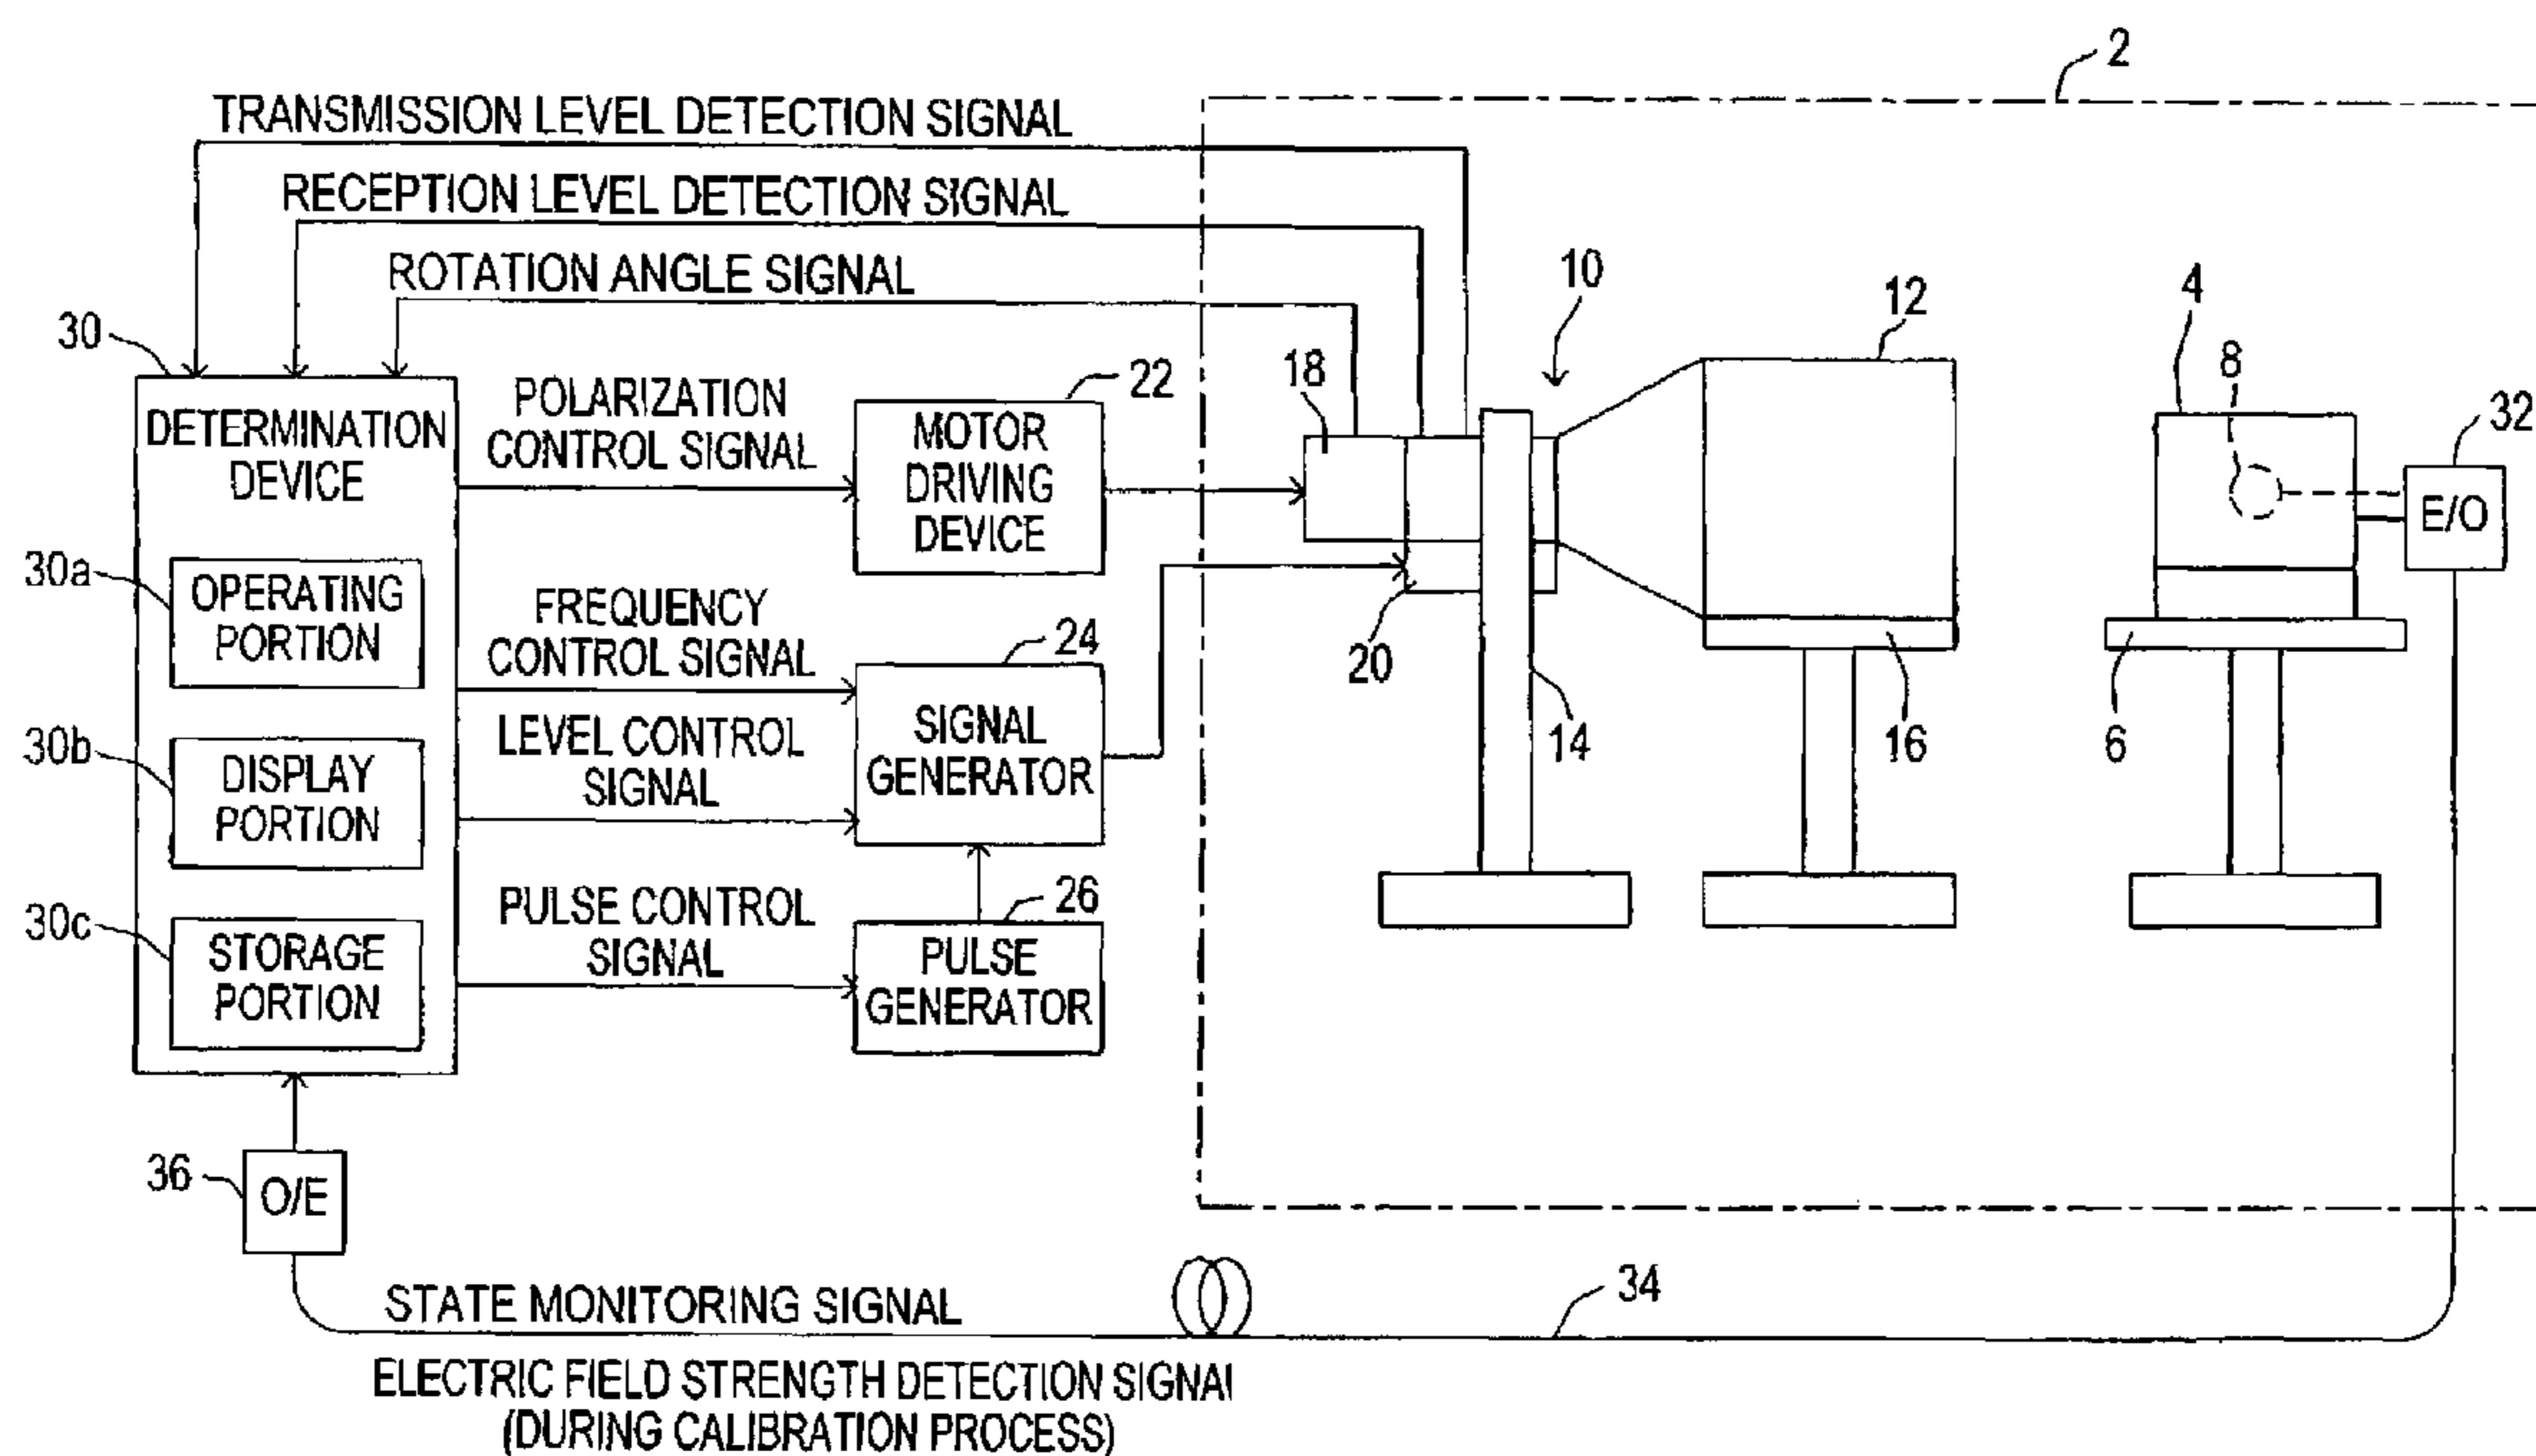 2
TRANSMISSION LEVEL DETECTION SIGNAL
RECEPTION LEVEL DETECTION SIGNAL
ROTATION ANGLE SIGNAL
10
12
4
8
30
18
22
32
DETERMINATION
DEVICE
POLARIZATION
CONTROL SIGNAL
MOTOR
DRIVING
DEVICE
E/O
30a
OPERATING
PORTION
FREQUENCY
CONTROL SIGNAL
24
20
14
16
6
30b
DISPLAY
PORTION
LEVEL CONTROL
SIGNAL
SIGNAL
GENERATOR
30c
STORAGE
PORTION
PULSE CONTROL
SIGNAL
26
PULSE
GENERATOR
36
O/E
STATE MONITORING SIGNAL
34
ELECTRIC FIELD STRENGTH DETECTION SIGNAL
(DURING CALIBRATION PROCESS)